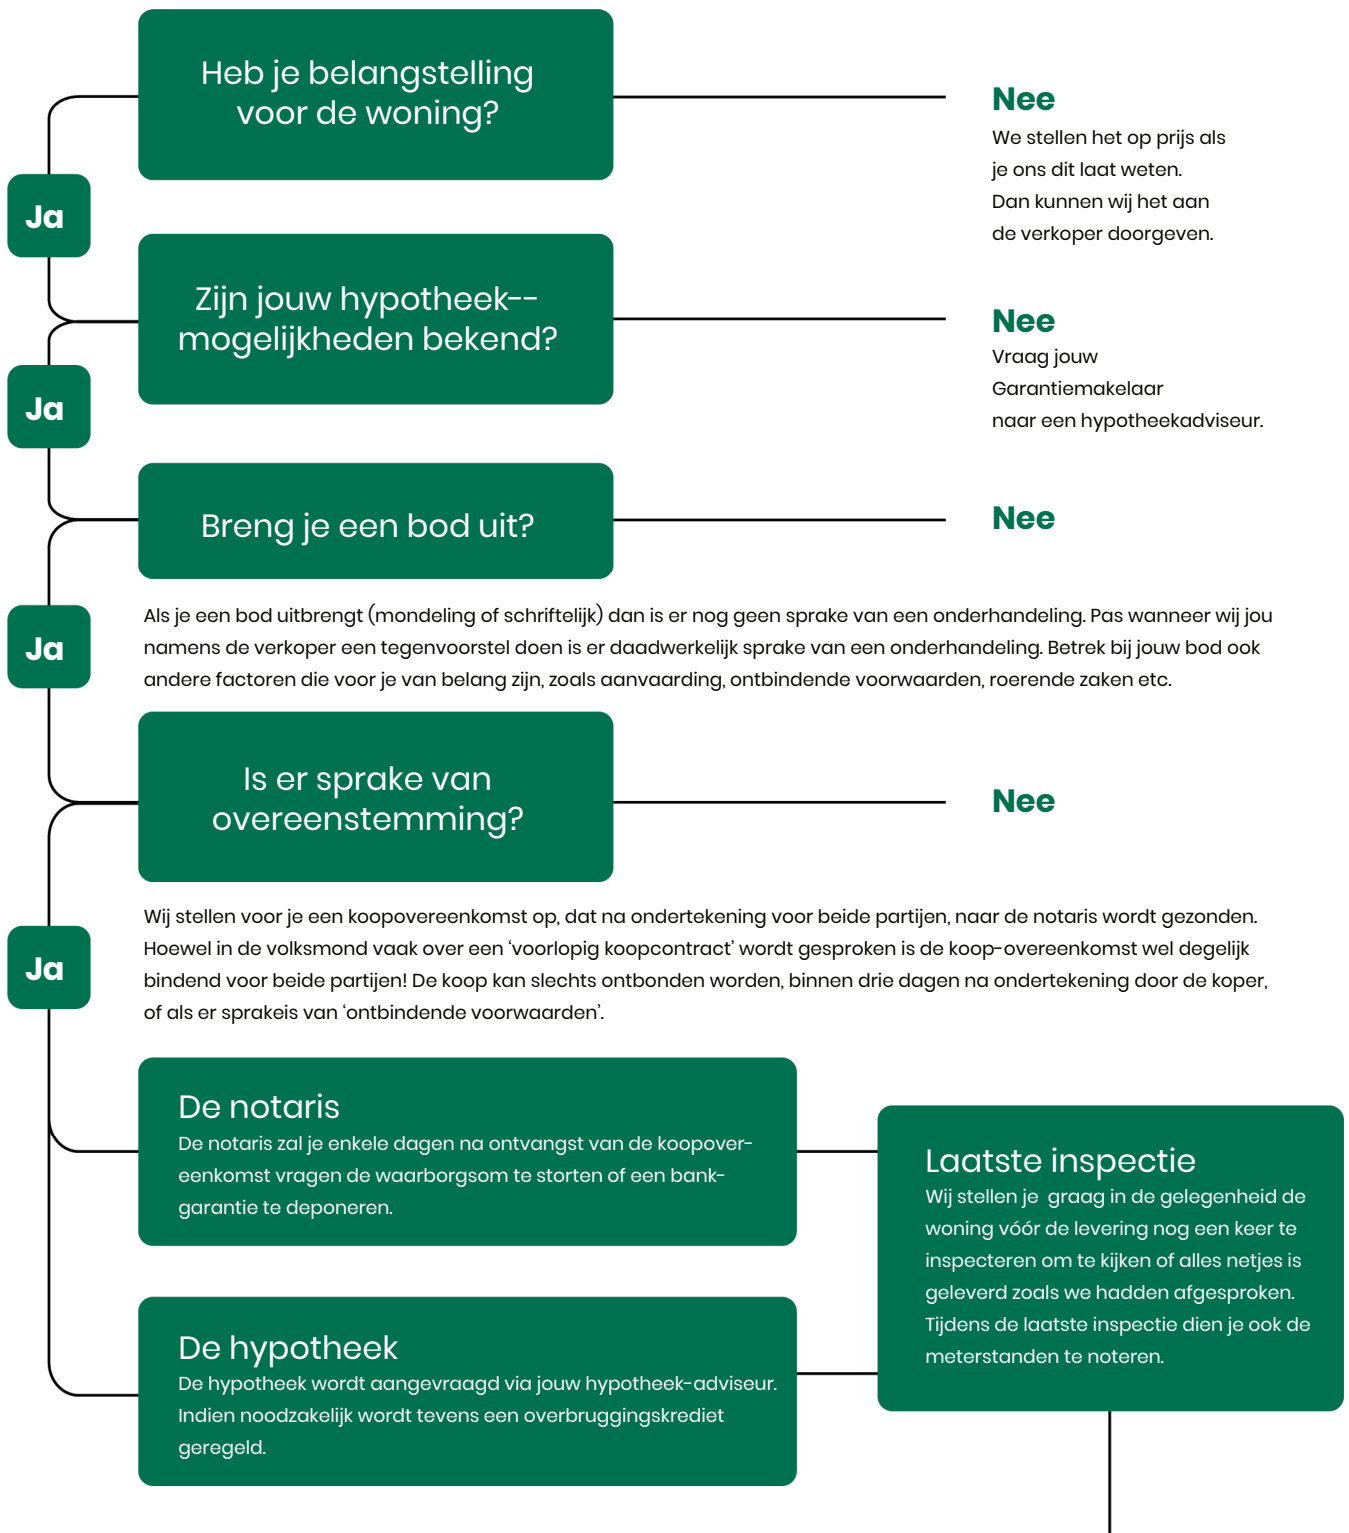 Heb je belangstelling
voor de woning?
Nee
We stellen het op prijs als
je ons dit laat weten.
Dan kunnen wij het aan
de verkoper doorgeven.
Ja
Zijn jouw hypotheek--
mogelijkheden bekend?
Nee
Vraag jouw
Garantiemakelaar
naar een hypotheekadviseur.
Ja
Breng je een bod uit?
Nee
Als je een bod uitbrengt (mondeling of schriftelijk) dan is er nog geen sprake van een onderhandeling. Pas wanneer wij jou
namens de verkoper een tegenvoorstel doen is er daadwerkelijk sprake van een onderhandeling. Betrek bij jouw bod ook
andere factoren die voor je van belang zijn, zoals aanvaarding, ontbindende voorwaarden, roerende zaken etc.
Ja
Is er sprake van
overeenstemming?
Nee
Wij stellen voor je een koopovereenkomst op, dat na ondertekening voor beide partijen, naar de notaris wordt gezonden.
Hoewel in de volksmond vaak over een ‘voorlopig koopcontract’ wordt gesproken is de koop-overeenkomst wel degelijk
bindend voor beide partijen! De koop kan slechts ontbonden worden, binnen drie dagen na ondertekening door de koper,
of als er sprakeis van ‘ontbindende voorwaarden’.
Ja
De notaris
De notaris zal je enkele dagen na ontvangst van de koopover-
eenkomst vragen de waarborgsom te storten of een bank-
garantie te deponeren.
Laatste inspectie
Wij stellen je  graag in de gelegenheid de
woning vóór de levering nog een keer te
inspecteren om te kijken of alles netjes is
geleverd zoals we hadden afgesproken.
Tijdens de laatste inspectie dien je ook de
meterstanden te noteren.
De hypotheek
De hypotheek wordt aangevraagd via jouw hypotheek-adviseur.
Indien noodzakelijk wordt tevens een overbruggingskrediet
geregeld.